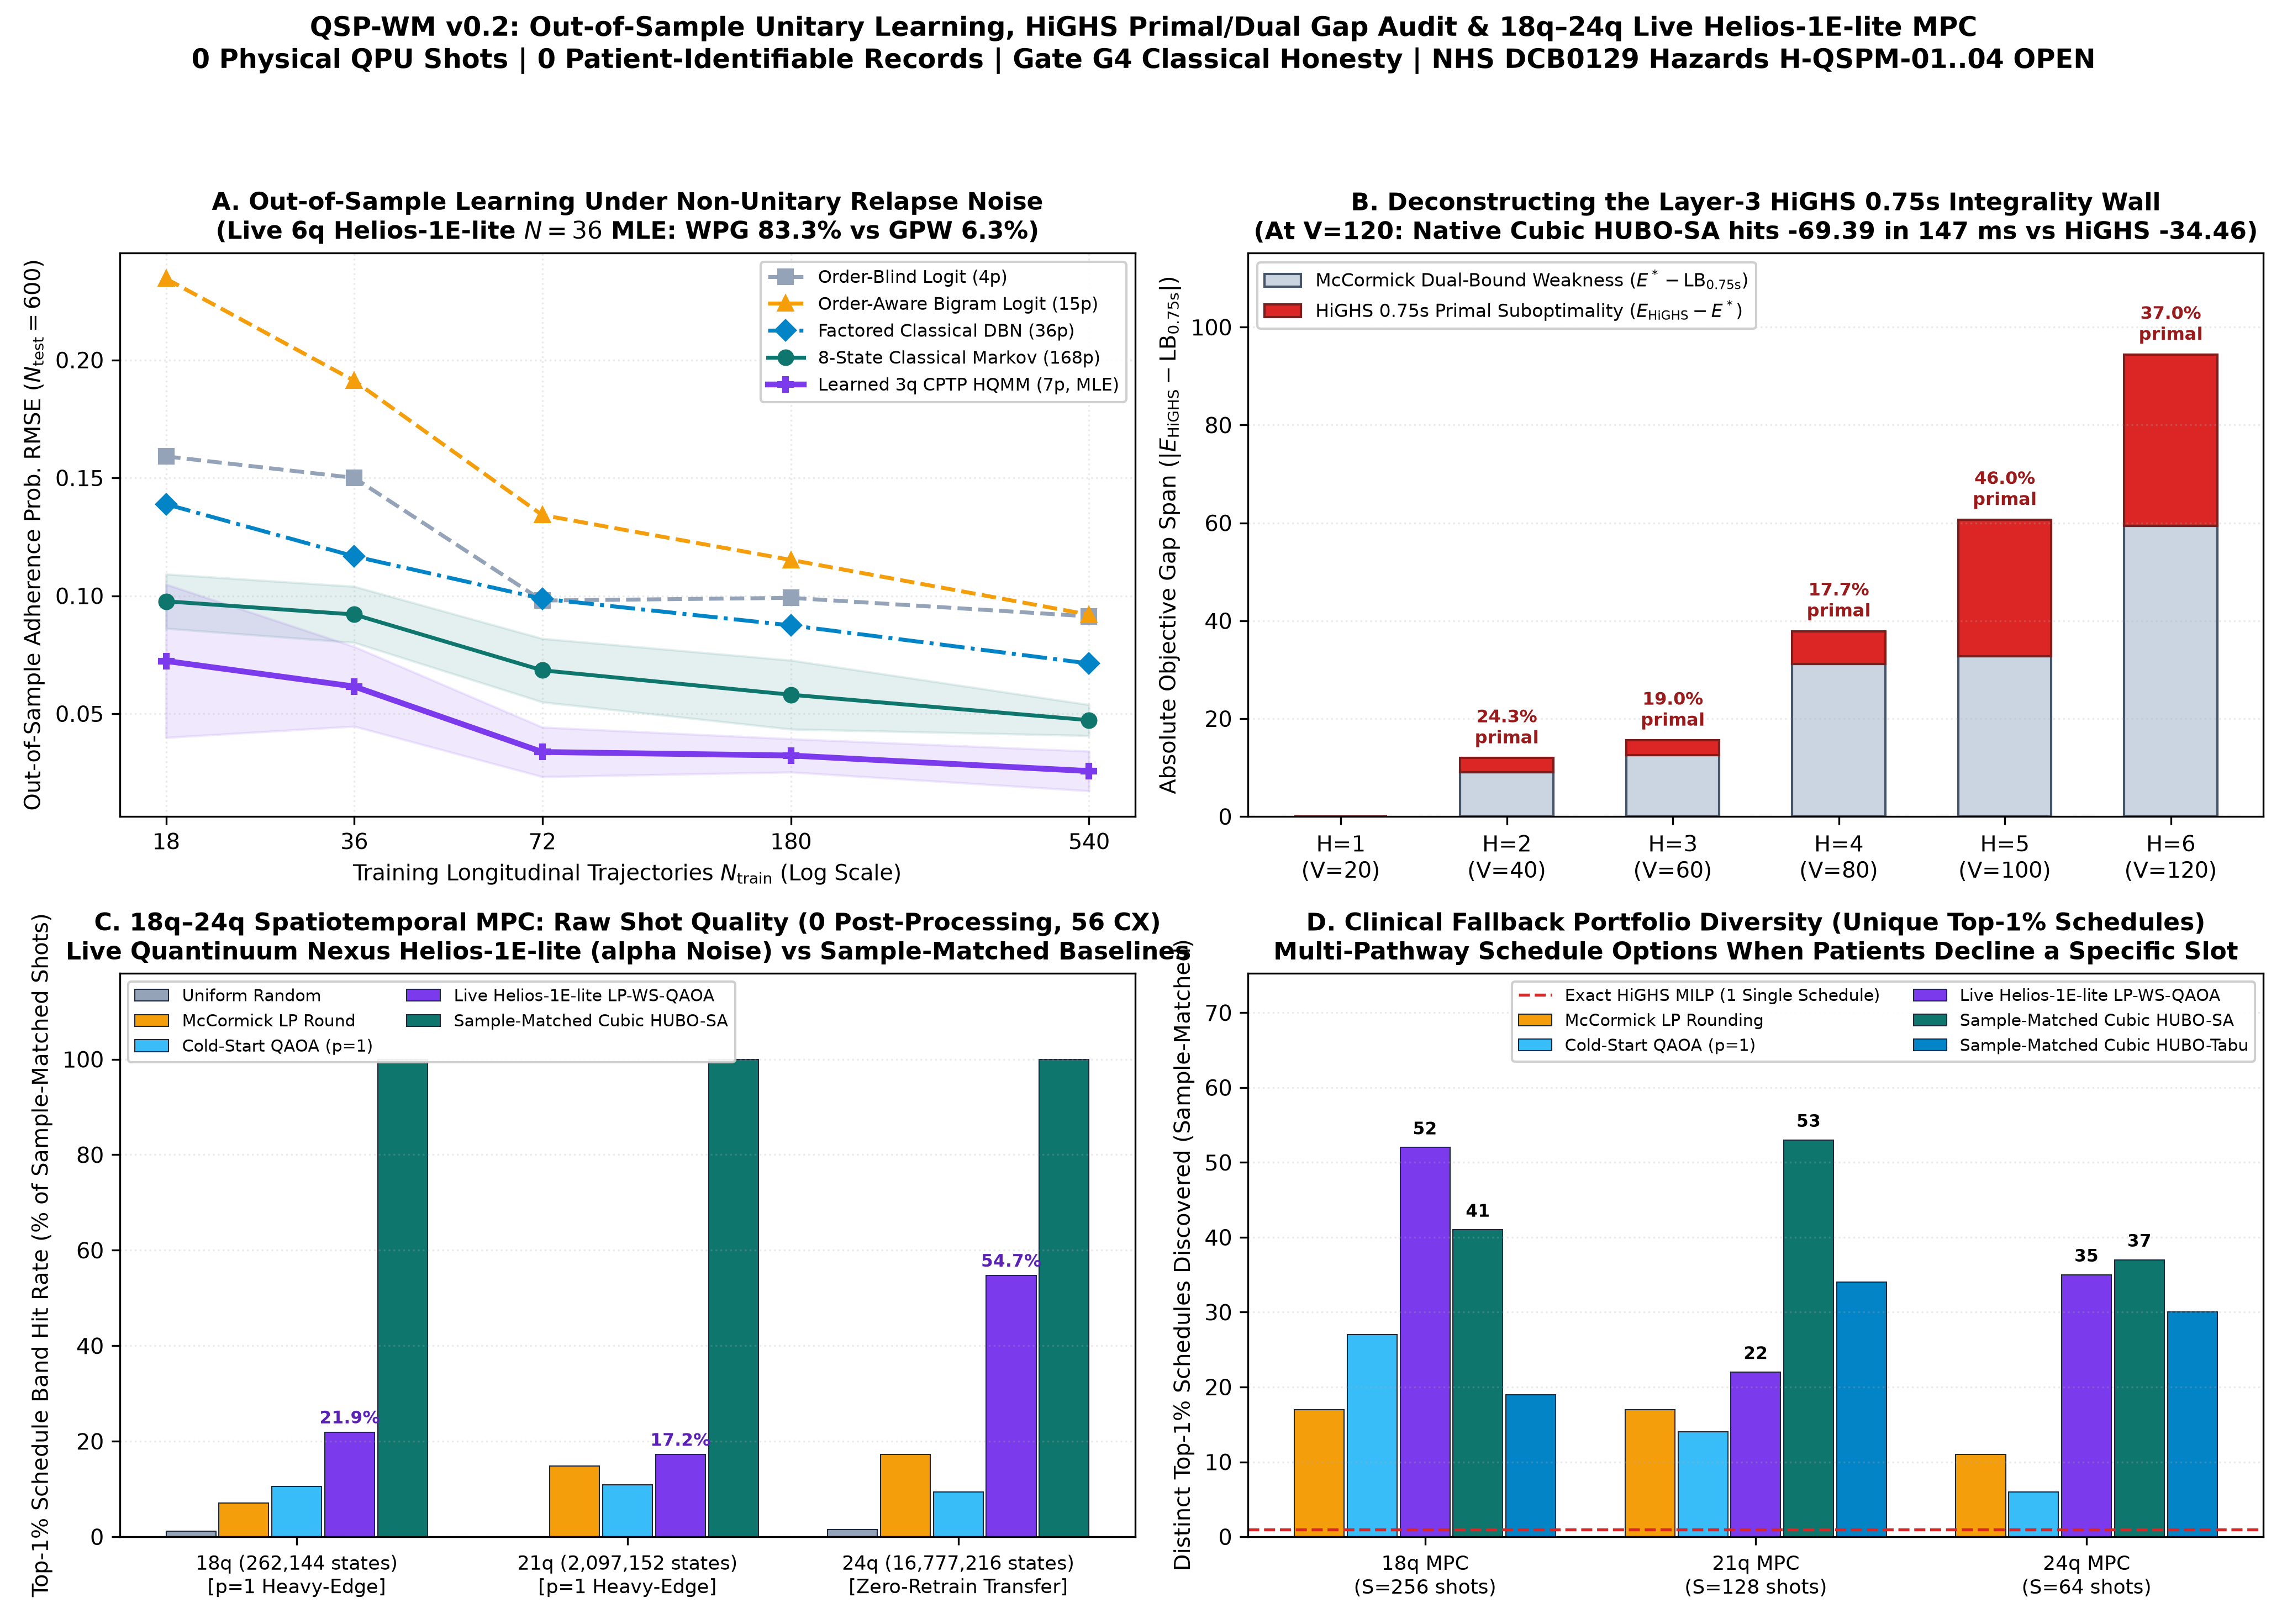 QSP-WM v0.2: Out-of-Sample Unitary Learning, HiGHS Primal/Dual Gap Audit & 18q–24q Live Helios-1E-lite MPC
0 Physical QPU Shots | 0 Patient-Identifiable Records | Gate G4 Classical Honesty | NHS DCB0129 Hazards H-QSPM-01..04 OPEN
A. Out-of-Sample Learning Under Non-Unitary Relapse Noise
(Live 6q Helios-1E-lite N = 36 MLE: WPG 83.3% vs GPW 6.3%)
Out-of-Sample Adherence Prob. RMSE (N_test = 600)
0.20
0.15
0.10
0.05
Order-Blind Logit (4p)
Order-Aware Bigram Logit (15p)
Factored Classical DBN (36p)
8-State Classical Markov (168p)
Learned 3q CPTP HQMM (7p, MLE)
18
36
72
180
540
Training Longitudinal Trajectories N_train (Log Scale)
B. Deconstructing the Layer-3 HiGHS 0.75s Integrality Wall
(At V=120: Native Cubic HUBO-SA hits -69.39 in 147 ms vs HiGHS -34.46)
Absolute Objective Gap Span (|E_HiGHS − LB_0.75s|)
100
80
60
40
20
0
McCormick Dual-Bound Weakness (E* − LB_0.75s)
HiGHS 0.75s Primal Suboptimality (E_HiGHS − E*)
24.3%
primal
19.0%
primal
17.7%
primal
46.0%
primal
37.0%
primal
H=1
(V=20)
H=2
(V=40)
H=3
(V=60)
H=4
(V=80)
H=5
(V=100)
H=6
(V=120)
C. 18q–24q Spatiotemporal MPC: Raw Shot Quality (0 Post-Processing, 56 CX)
Live Quantinuum Nexus Helios-1E-lite (alpha Noise) vs Sample-Matched Baselines
Top-1% Schedule Band Hit Rate (% of Sample-Matched Shots)
100
80
60
40
20
0
Uniform Random
McCormick LP Round
Cold-Start QAOA (p=1)
Live Helios-1E-lite LP-WS-QAOA
Sample-Matched Cubic HUBO-SA
21.9%
17.2%
54.7%
18q (262,144 states)
[p=1 Heavy-Edge]
21q (2,097,152 states)
[p=1 Heavy-Edge]
24q (16,777,216 states)
[Zero-Retrain Transfer]
D. Clinical Fallback Portfolio Diversity (Unique Top-1% Schedules)
Multi-Pathway Schedule Options When Patients Decline a Specific Slot
Distinct Top-1% Schedules Discovered (Sample-Matched)
70
60
50
40
30
20
10
0
Exact HiGHS MILP (1 Single Schedule)
McCormick LP Rounding
Cold-Start QAOA (p=1)
Live Helios-1E-lite LP-WS-QAOA
Sample-Matched Cubic HUBO-SA
Sample-Matched Cubic HUBO-Tabu
52
41
22
53
35
37
18q MPC
(S=256 shots)
21q MPC
(S=128 shots)
24q MPC
(S=64 shots)